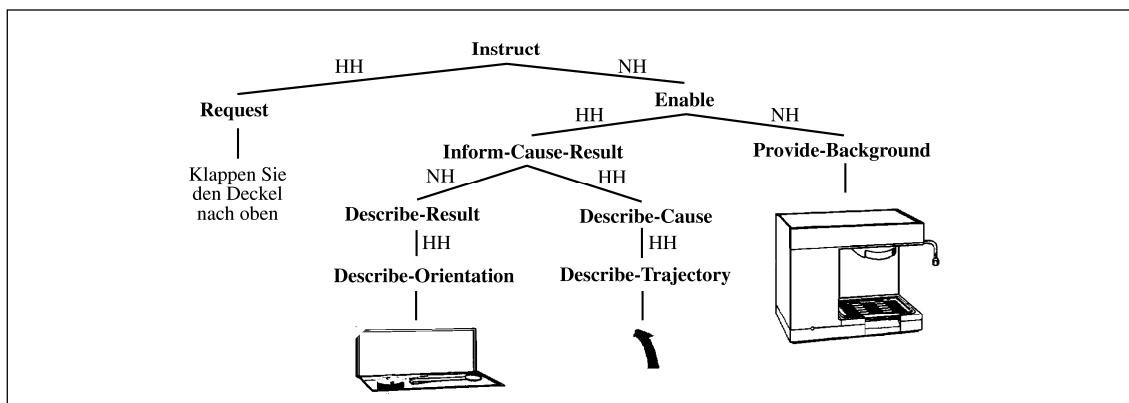 Instruct
HH
NH
Request
Enable
HH
NH
Klappen Sie
den Deckel
nach oben
Inform-Cause-Result
Provide-Background
NH
HH
Describe-Result
Describe-Cause
HH
HH
Describe-Orientation
Describe-Trajectory